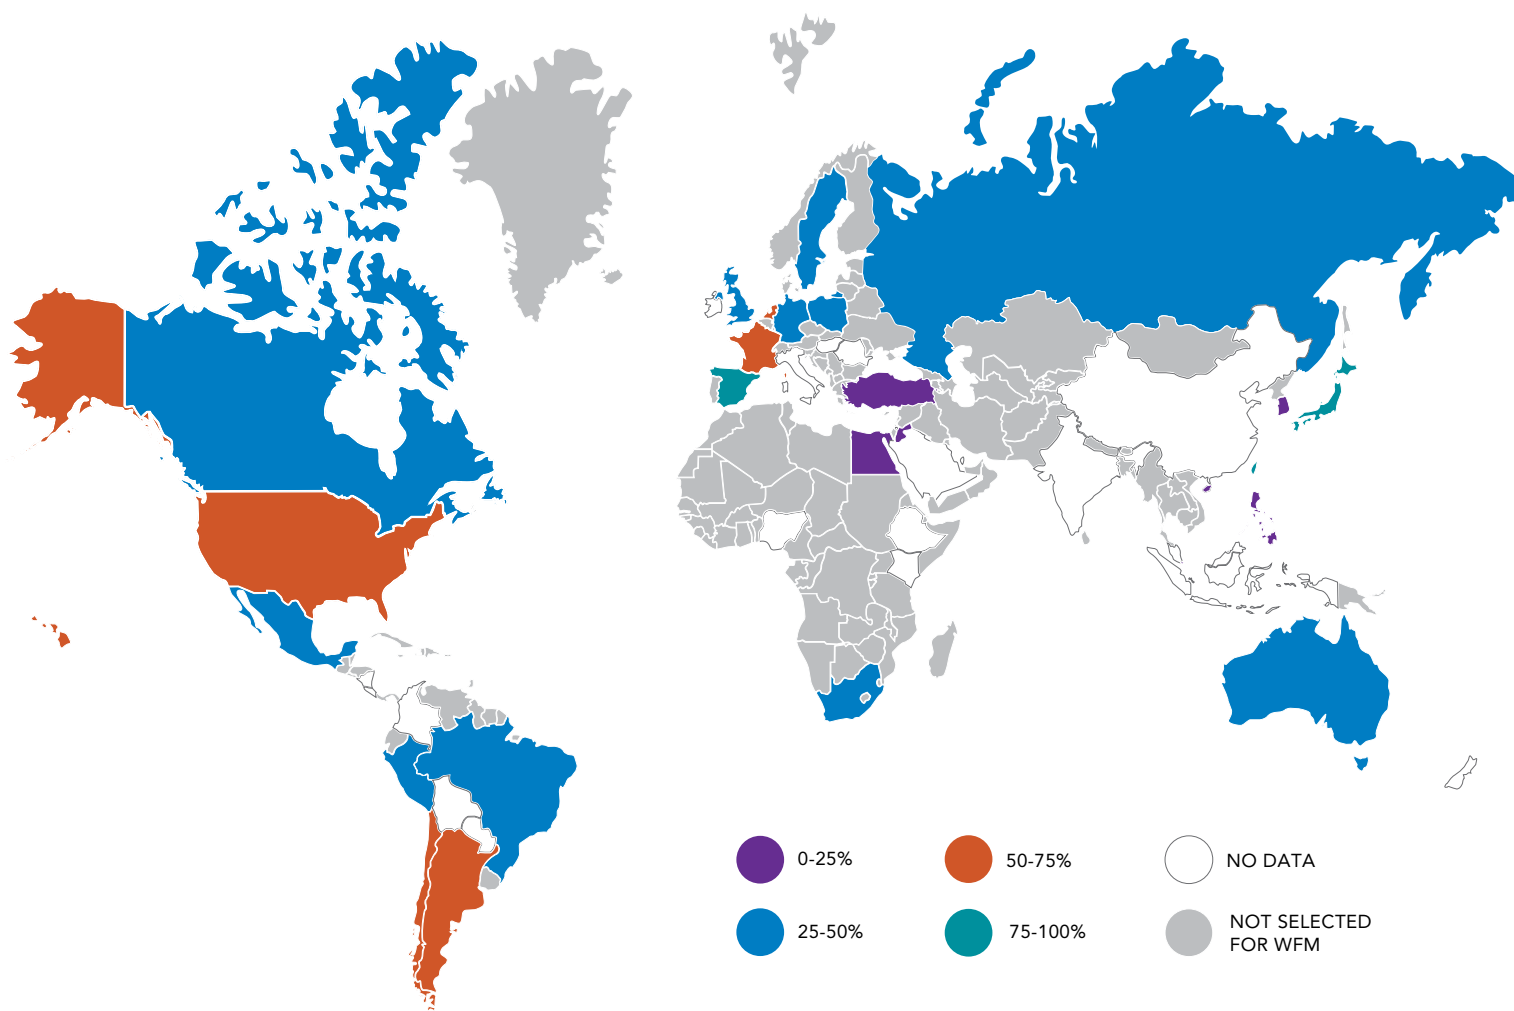 0-25%
50-75%
NO DATA
25-50%
75-100%
NOT SELECTED
FOR WFM